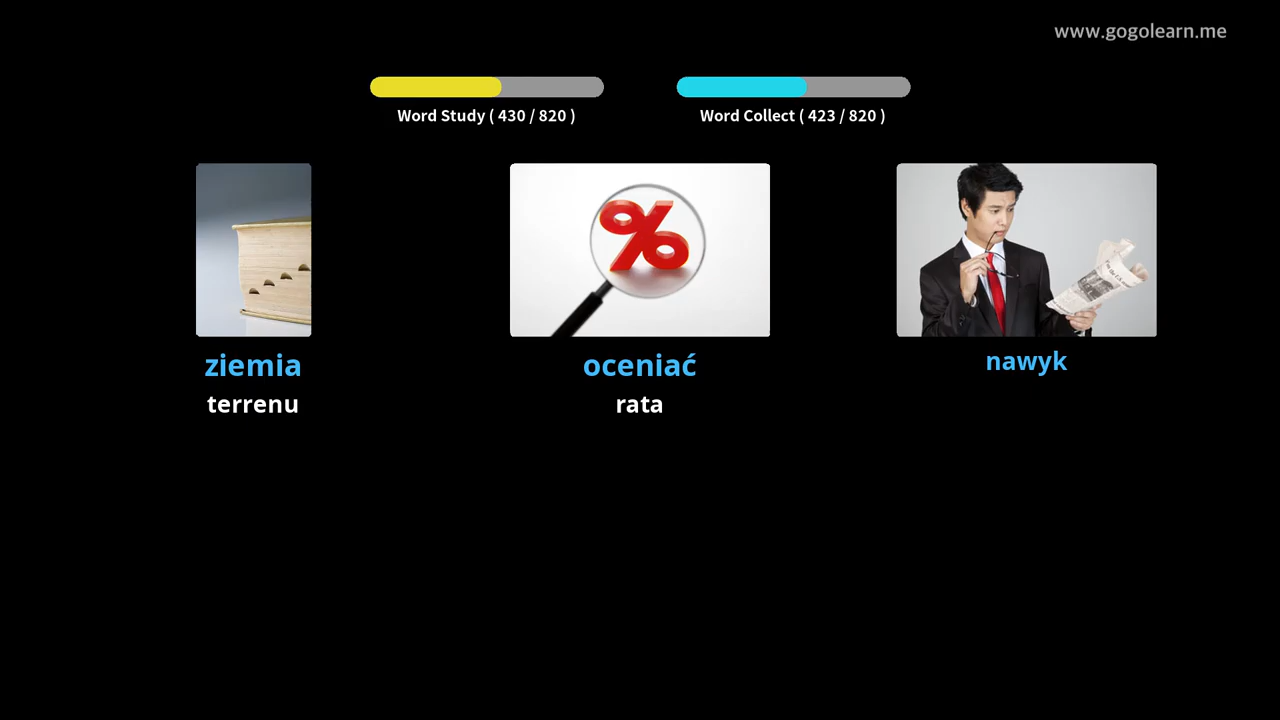 www.gogolearn.me
Word Study ( 430 / 820 )
Word Collect ( 423 / 820 )
ziemia
oceniać
nawyk
terrenu
rata